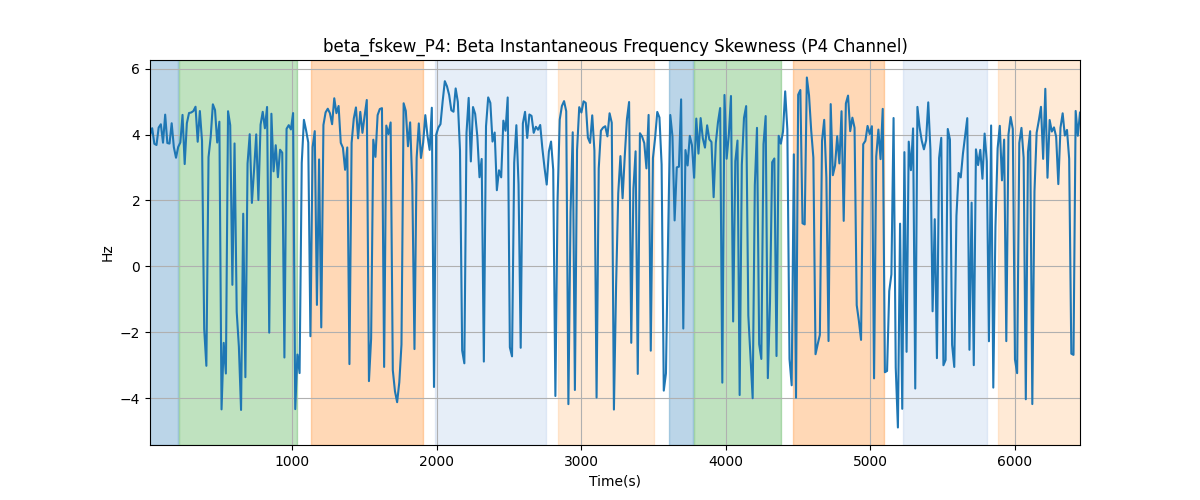 beta_fskew_P4: Beta Instantaneous Frequency Skewness (P4 Channel)
6
4
2
0
−2
−4
Hz
1000 2000 3000 4000 5000 6000
Time(s)